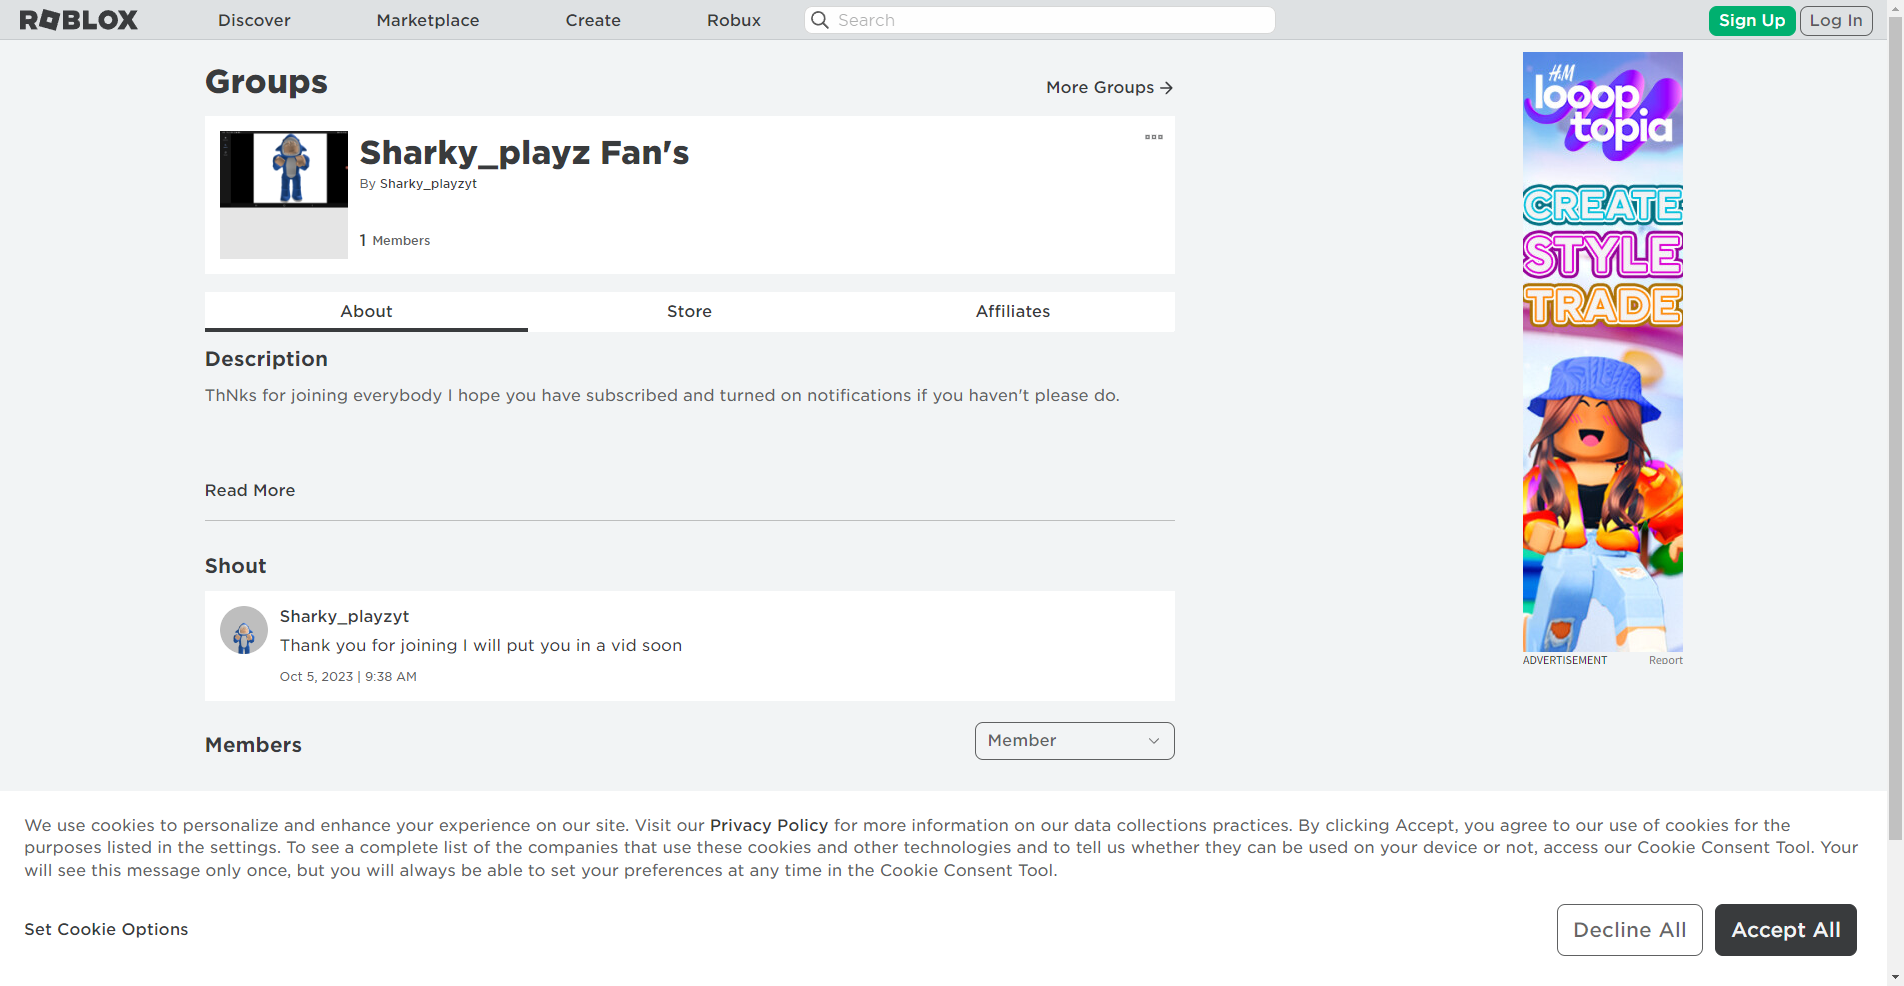 ROBLOX
Discover
Marketplace
Create
Robux
Search
Sign Up
Log In
Groups
More Groups
Sharky_playz Fan's
By Sharky_playzyt
1 Members
About
Store
Affiliates
Description
ThNks for joining everybody I hope you have subscribed and turned on notifications if you haven't please do.
Read More
Shout
Sharky_playzyt
Thank you for joining I will put you in a vid soon
Oct 5, 2023 | 9:38 AM
Members
Member
H&M
looop
topia
CREATE
STYLE
TRADE
ADVERTISEMENT
Report
We use cookies to personalize and enhance your experience on our site. Visit our Privacy Policy for more information on our data collections practices. By clicking Accept, you agree to our use of cookies for the
purposes listed in the settings. To see a complete list of the companies that use these cookies and other technologies and to tell us whether they can be used on your device or not, access our Cookie Consent Tool. Your
will see this message only once, but you will always be able to set your preferences at any time in the Cookie Consent Tool.
Set Cookie Options
Decline All
Accept All